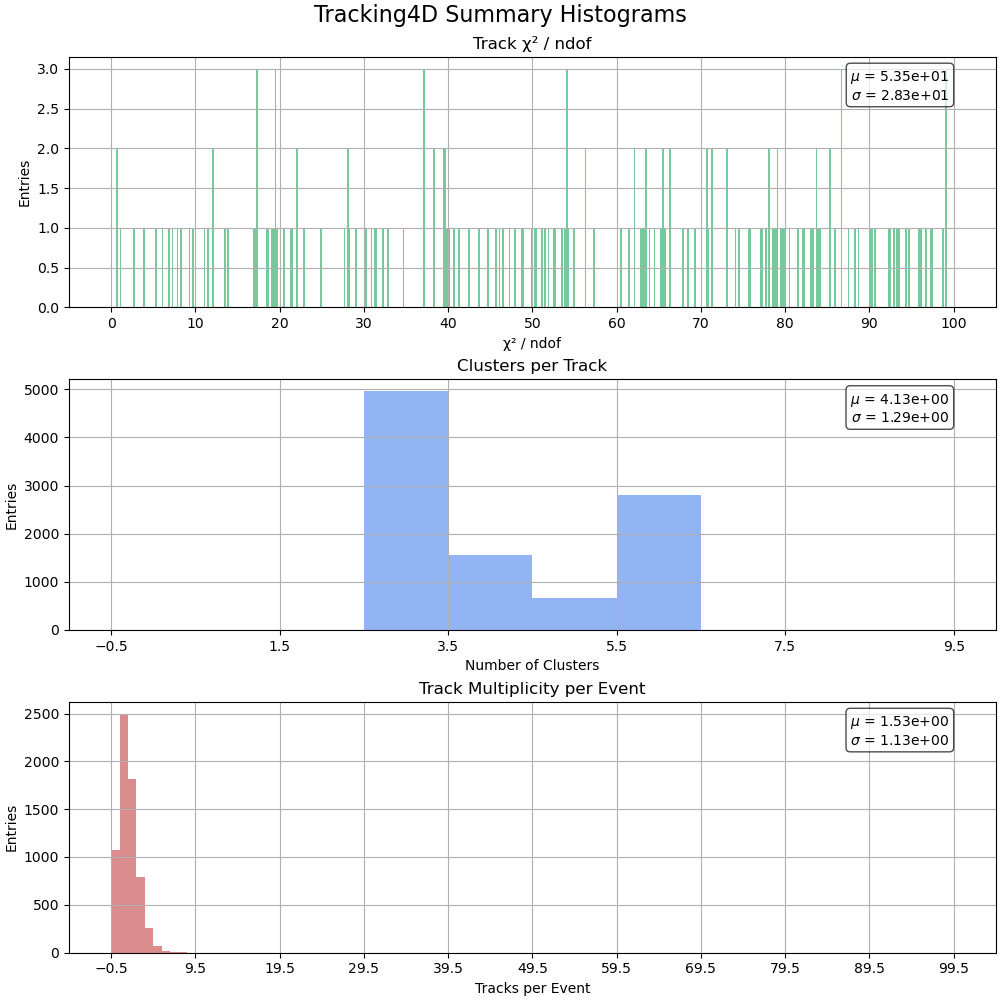 Tracking4D Summary Histograms
Track χ² / ndof
μ = 5.35e+01
σ = 2.83e+01
Entries
3.0
2.5
2.0
1.5
1.0
0.5
0.0
0 10 20 30 40 50 60 70 80 90 100
χ² / ndof
Clusters per Track
μ = 4.13e+00
σ = 1.29e+00
Entries
5000
4000
3000
2000
1000
0
−0.5 1.5 3.5 5.5 7.5 9.5
Number of Clusters
Track Multiplicity per Event
μ = 1.53e+00
σ = 1.13e+00
Entries
2500
2000
1500
1000
500
0
−0.5 9.5 19.5 29.5 39.5 49.5 59.5 69.5 79.5 89.5 99.5
Tracks per Event